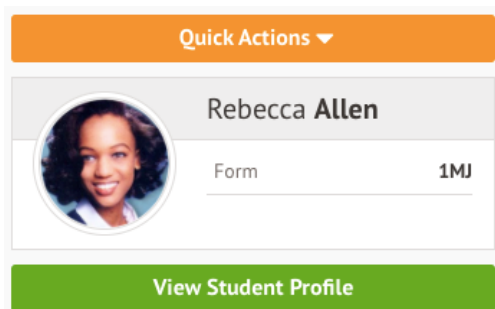 Quick Actions
Rebecca Allen
Form 1MJ
View Student Profile